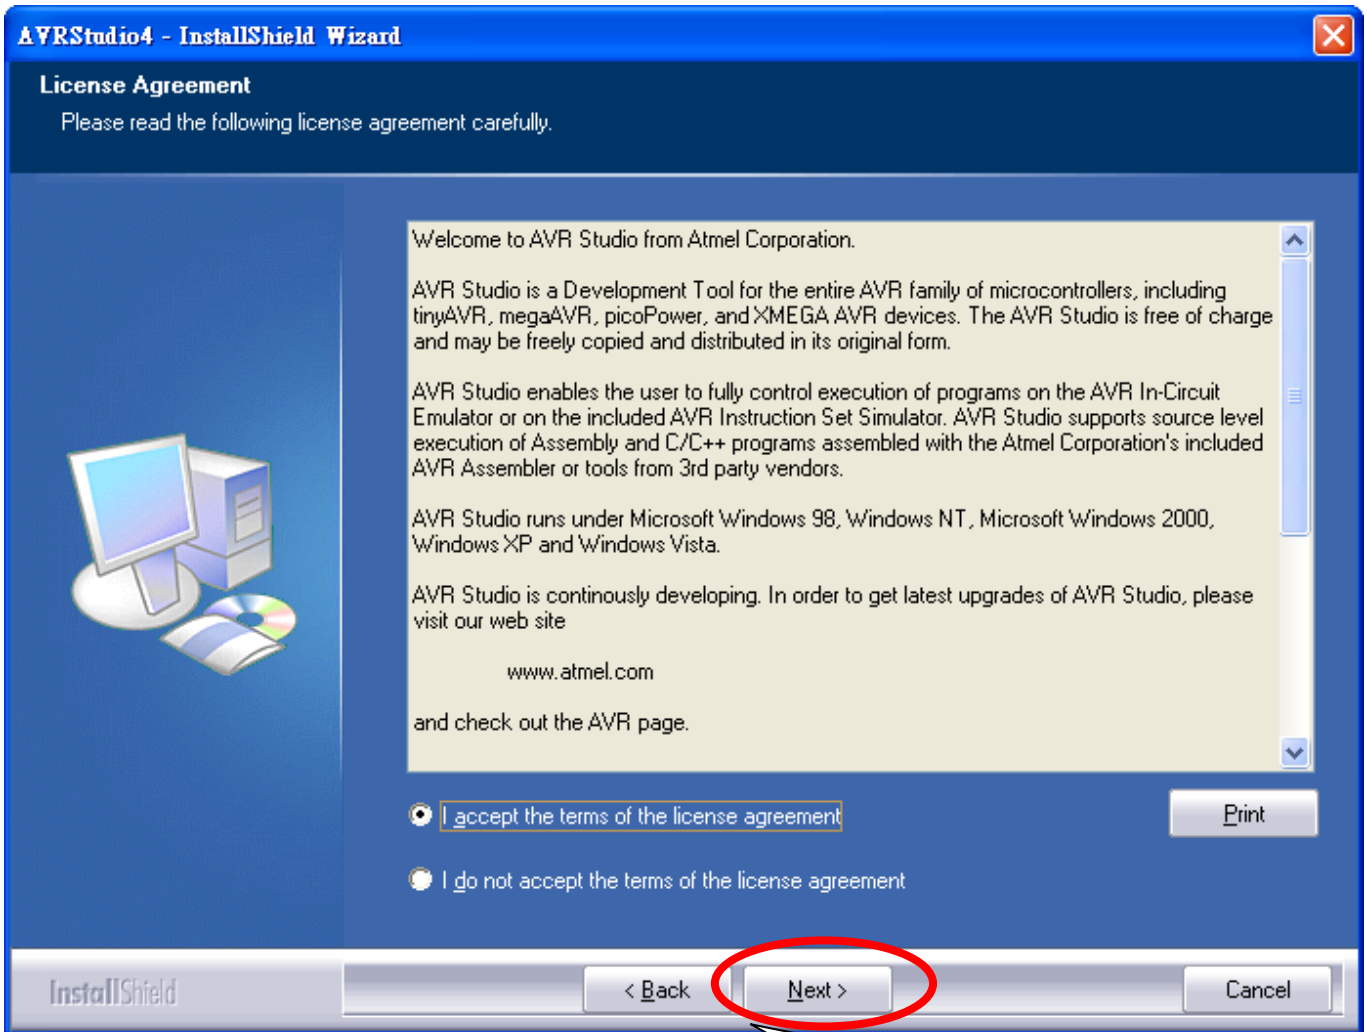 AVRStudio4 - InstallShield Wizard
License Agreement
Please read the following license agreement carefully.
Welcome to AVR Studio from Atmel Corporation.
AVR Studio is a Development Tool for the entire AVR family of microcontrollers, including
tinyAVR, megaAVR, picoPower, and XMEGA AVR devices. The AVR Studio is free of charge
and may be freely copied and distributed in its original form.
AVR Studio enables the user to fully control execution of programs on the AVR In-Circuit
Emulator or on the included AVR Instruction Set Simulator. AVR Studio supports source level
execution of Assembly and C/C++ programs assembled with the Atmel Corporation's included
AVR Assembler or tools from 3rd party vendors.
AVR Studio runs under Microsoft Windows 98, Windows NT, Microsoft Windows 2000,
Windows XP and Windows Vista.
AVR Studio is continously developing. In order to get latest upgrades of AVR Studio, please
visit our web site
www.atmel.com
and check out the AVR page.
I accept the terms of the license agreement
Print
I do not accept the terms of the license agreement
InstallShield
< Back
Next >
Cancel